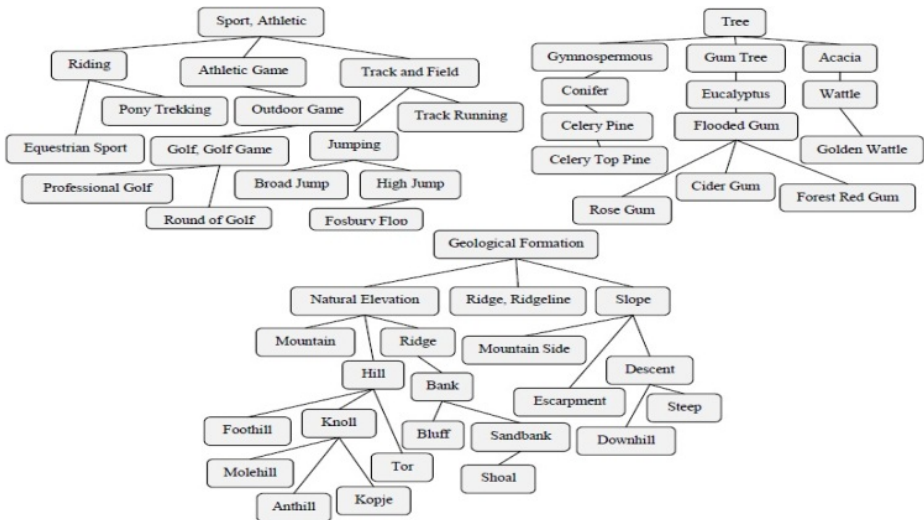 Sport, Athletic
Riding
Athletic Game
Track and Field
Pony Trekking
Outdoor Game
Track Running
Equestrian Sport
Golf, Golf Game
Jumping
Professional Golf
Broad Jump
High Jump
Round of Golf
Fosbury Flop
Tree
Gymnospermous
Gum Tree
Acacia
Conifer
Eucalyptus
Wattle
Celery Pine
Flooded Gum
Golden Wattle
Celery Top Pine
Cider Gum
Forest Red Gum
Rose Gum
Geological Formation
Natural Elevation
Ridge, Ridgeline
Slope
Mountain
Ridge
Mountain Side
Hill
Bank
Descent
Escarpment
Steep
Foothill
Knoll
Bluff
Sandbank
Downhill
Molehill
Tor
Shoal
Anthill
Kopje